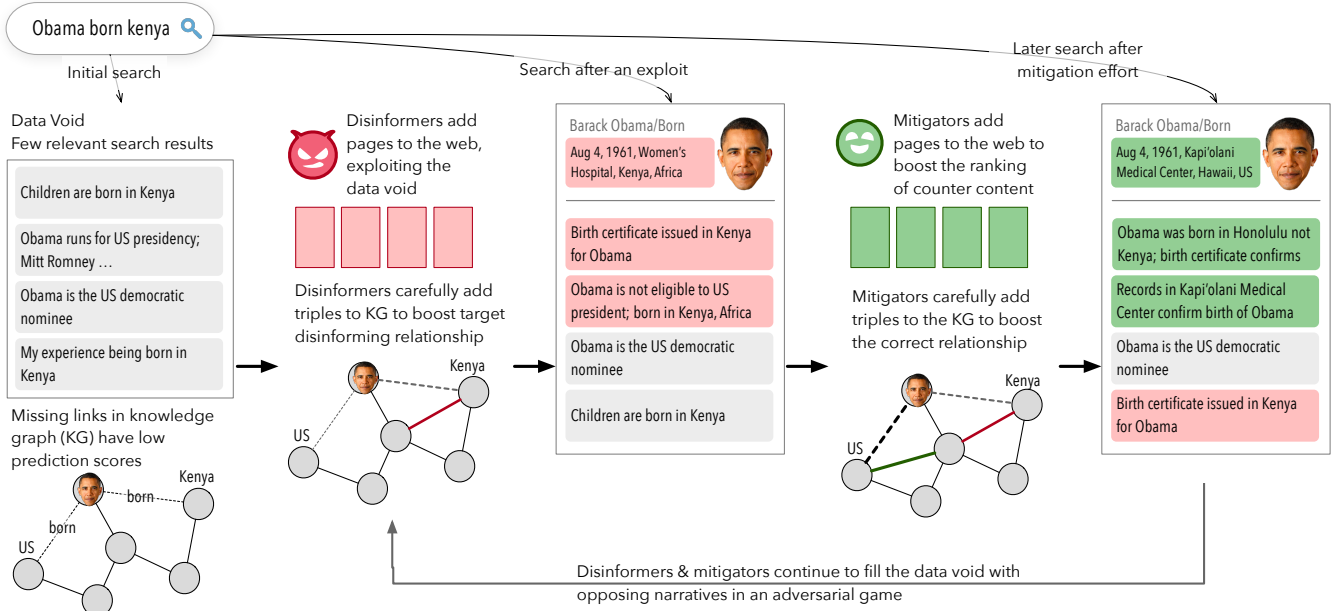 Obama born kenya
Initial search
Search after an exploit
Later search after
mitigation effort
Data Void
Few relevant search results
Children are born in Kenya
Obama runs for US presidency;
Mitt Romney ...
Obama is the US democratic
nominee
My experience being born in
Kenya
Missing links in knowledge
graph (KG) have low
prediction scores
Kenya
born
born
US
Disinformers add
pages to the web,
exploiting the
data void
Disinformers carefully add
triples to KG to boost target
disinforming relationship
Kenya
US
Barack Obama/Born
Aug 4, 1961, Women's
Hospital, Kenya, Africa
Birth certificate issued in Kenya
for Obama
Obama is not eligible to US
president; born in Kenya, Africa
Obama is the US democratic
nominee
Children are born in Kenya
Mitigators add
pages to the web to
boost the ranking
of counter content
Mitigators carefully add
triples to the KG to boost
the correct relationship
Kenya
US
Barack Obama/Born
Aug 4, 1961, Kapi'olani
Medical Center, Hawaii, US
Obama was born in Honolulu not
Kenya; birth certificate confirms
Records in Kapi'olani Medical
Center confirm birth of Obama
Obama is the US democratic
nominee
Birth certificate issued in Kenya
for Obama
Disinformers & mitigators continue to fill the data void with
opposing narratives in an adversarial game